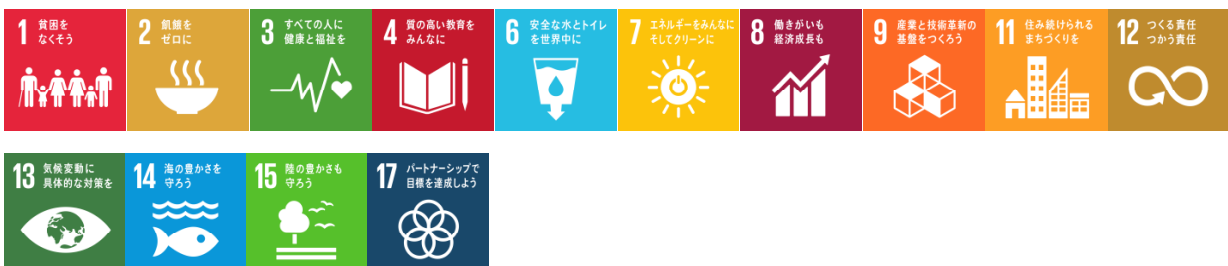 1 貧困を
なくそう
2 飢餓を
ゼロに
3 すべての人に
健康と福祉を
4 質の高い教育を
みんなに
6 安全な水とトイレ
を世界中に
7 エネルギーをみんなに
そしてクリーンに
8 働きがいも
経済成長も
9 産業と技術革新の
基盤をつくろう
11 住み続けられる
まちづくりを
12 つくる責任
つかう責任
13 気候変動に
具体的な対策を
14 海の豊かさを
守ろう
15 陸の豊かさも
守ろう
17 パートナーシップで
目標を達成しよう